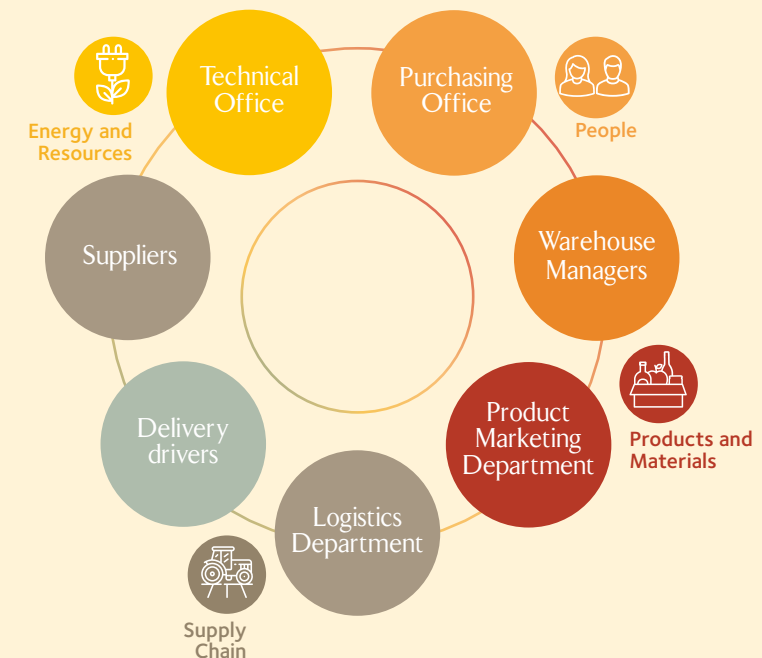 Technical
Office
Purchasing
Office
Energy and
Resources
People
Suppliers
Warehouse
Managers
Delivery
drivers
Product
Marketing
Department
Products and
Materials
Logistics
Department
Supply
Chain